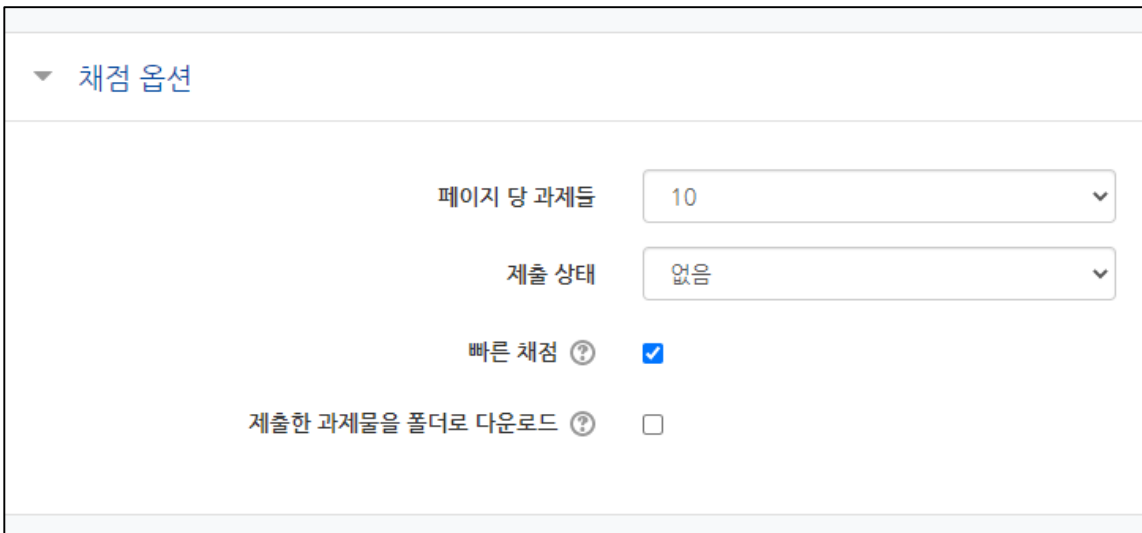 채점 옵션
페이지 당 과제들 10
제출 상태 없음
빠른 채점
제출한 과제물을 폴더로 다운로드